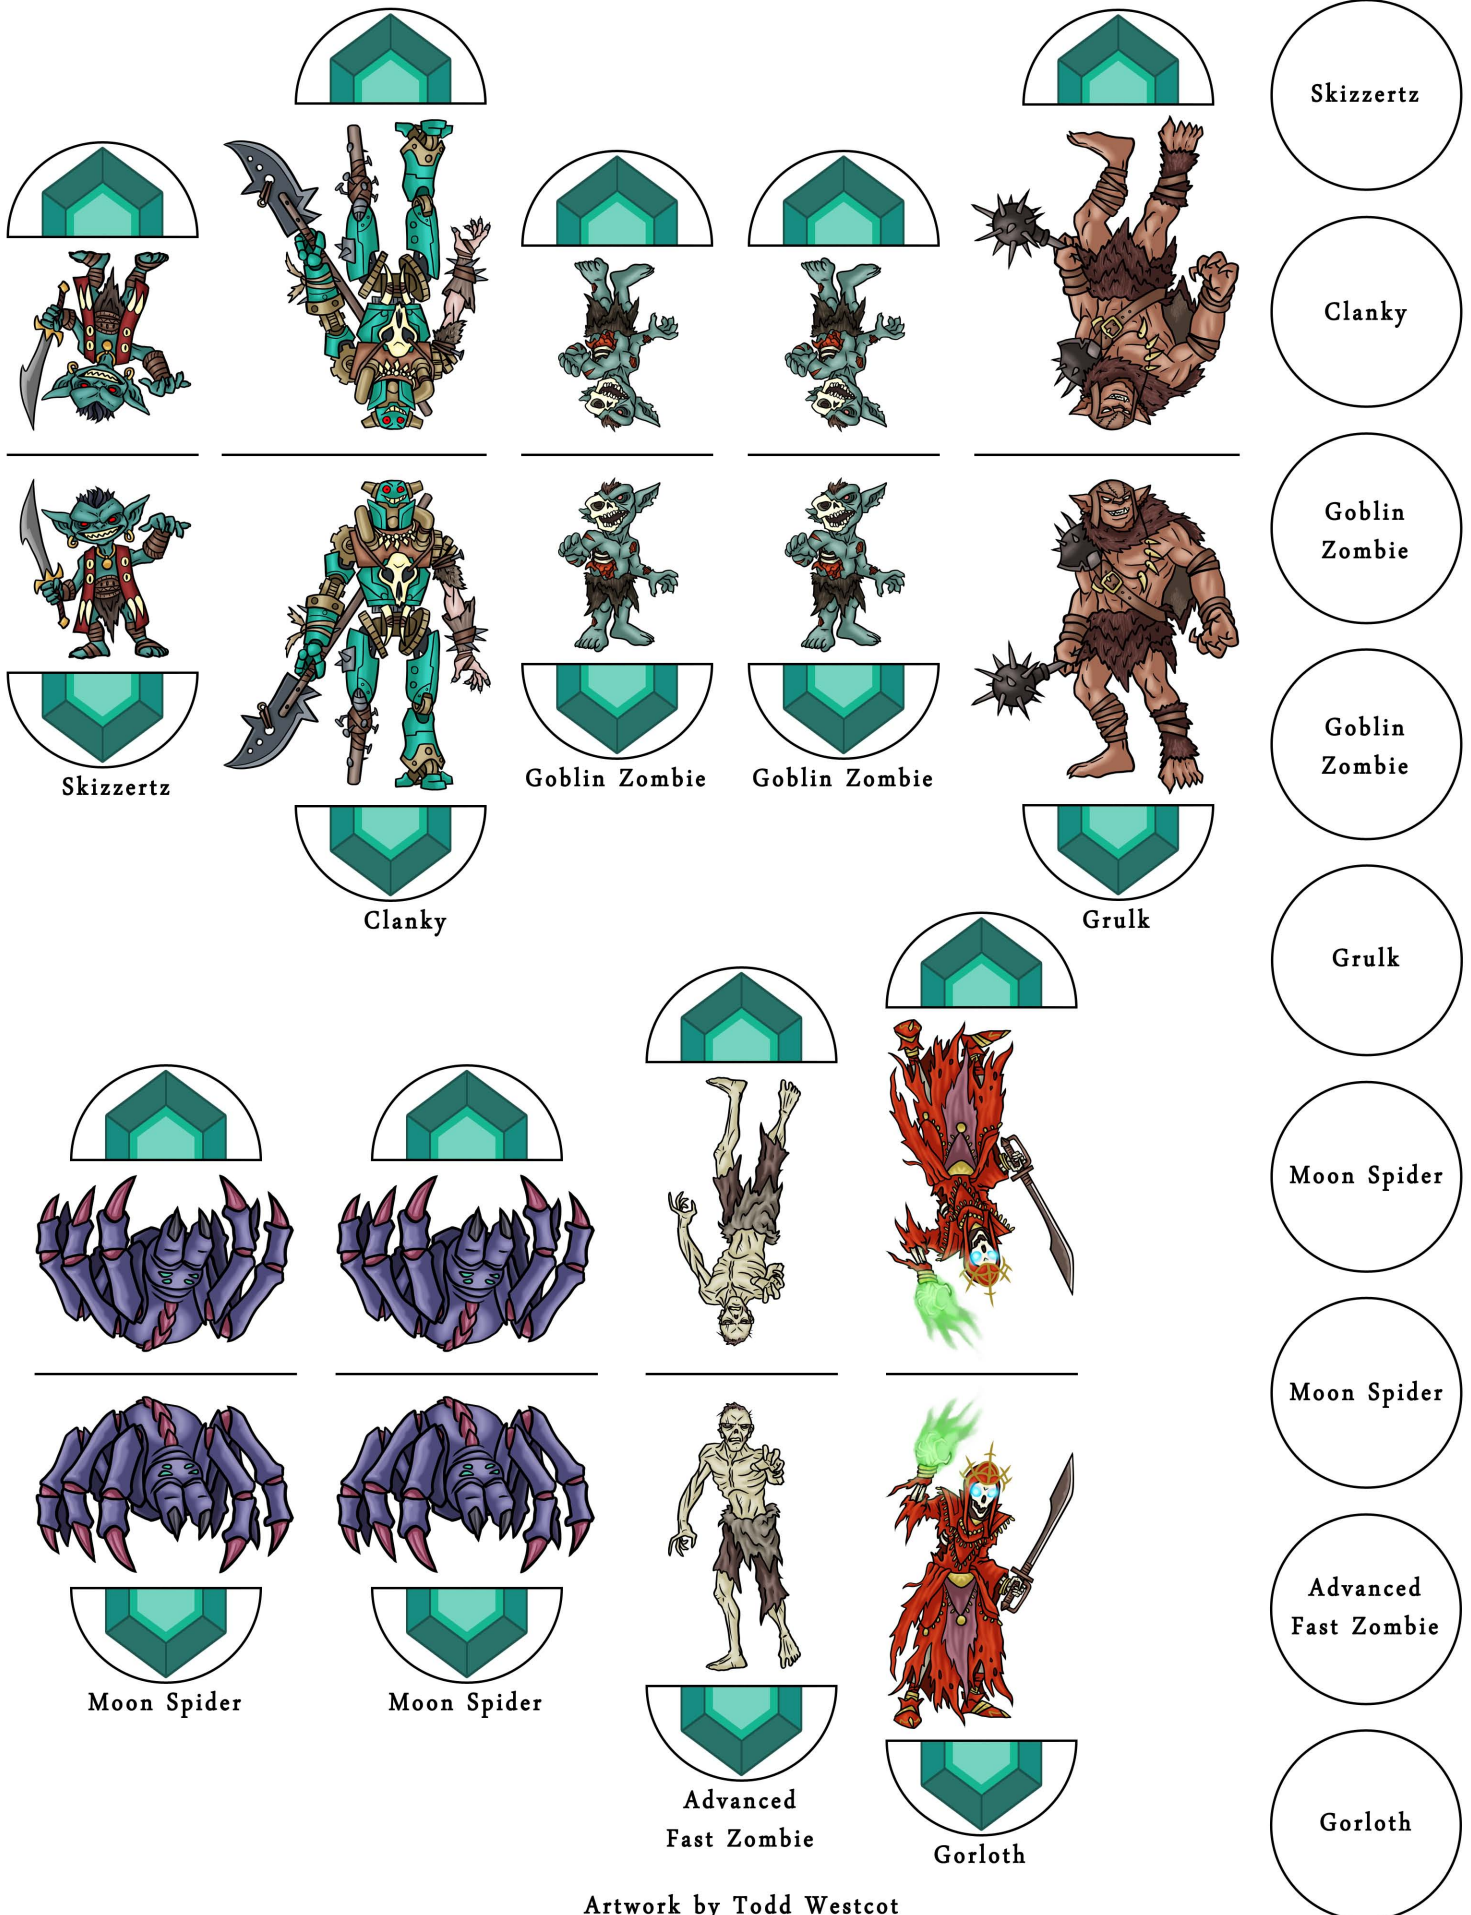 Skizzertz
Clanky
Goblin Zombie
Goblin Zombie
Grulk
Moon Spider
Moon Spider
Advanced
Fast Zombie
Gorloth
Skizzertz
Clanky
Goblin
Zombie
Goblin
Zombie
Grulk
Moon Spider
Moon Spider
Advanced
Fast Zombie
Gorloth
Artwork by Todd Westcot